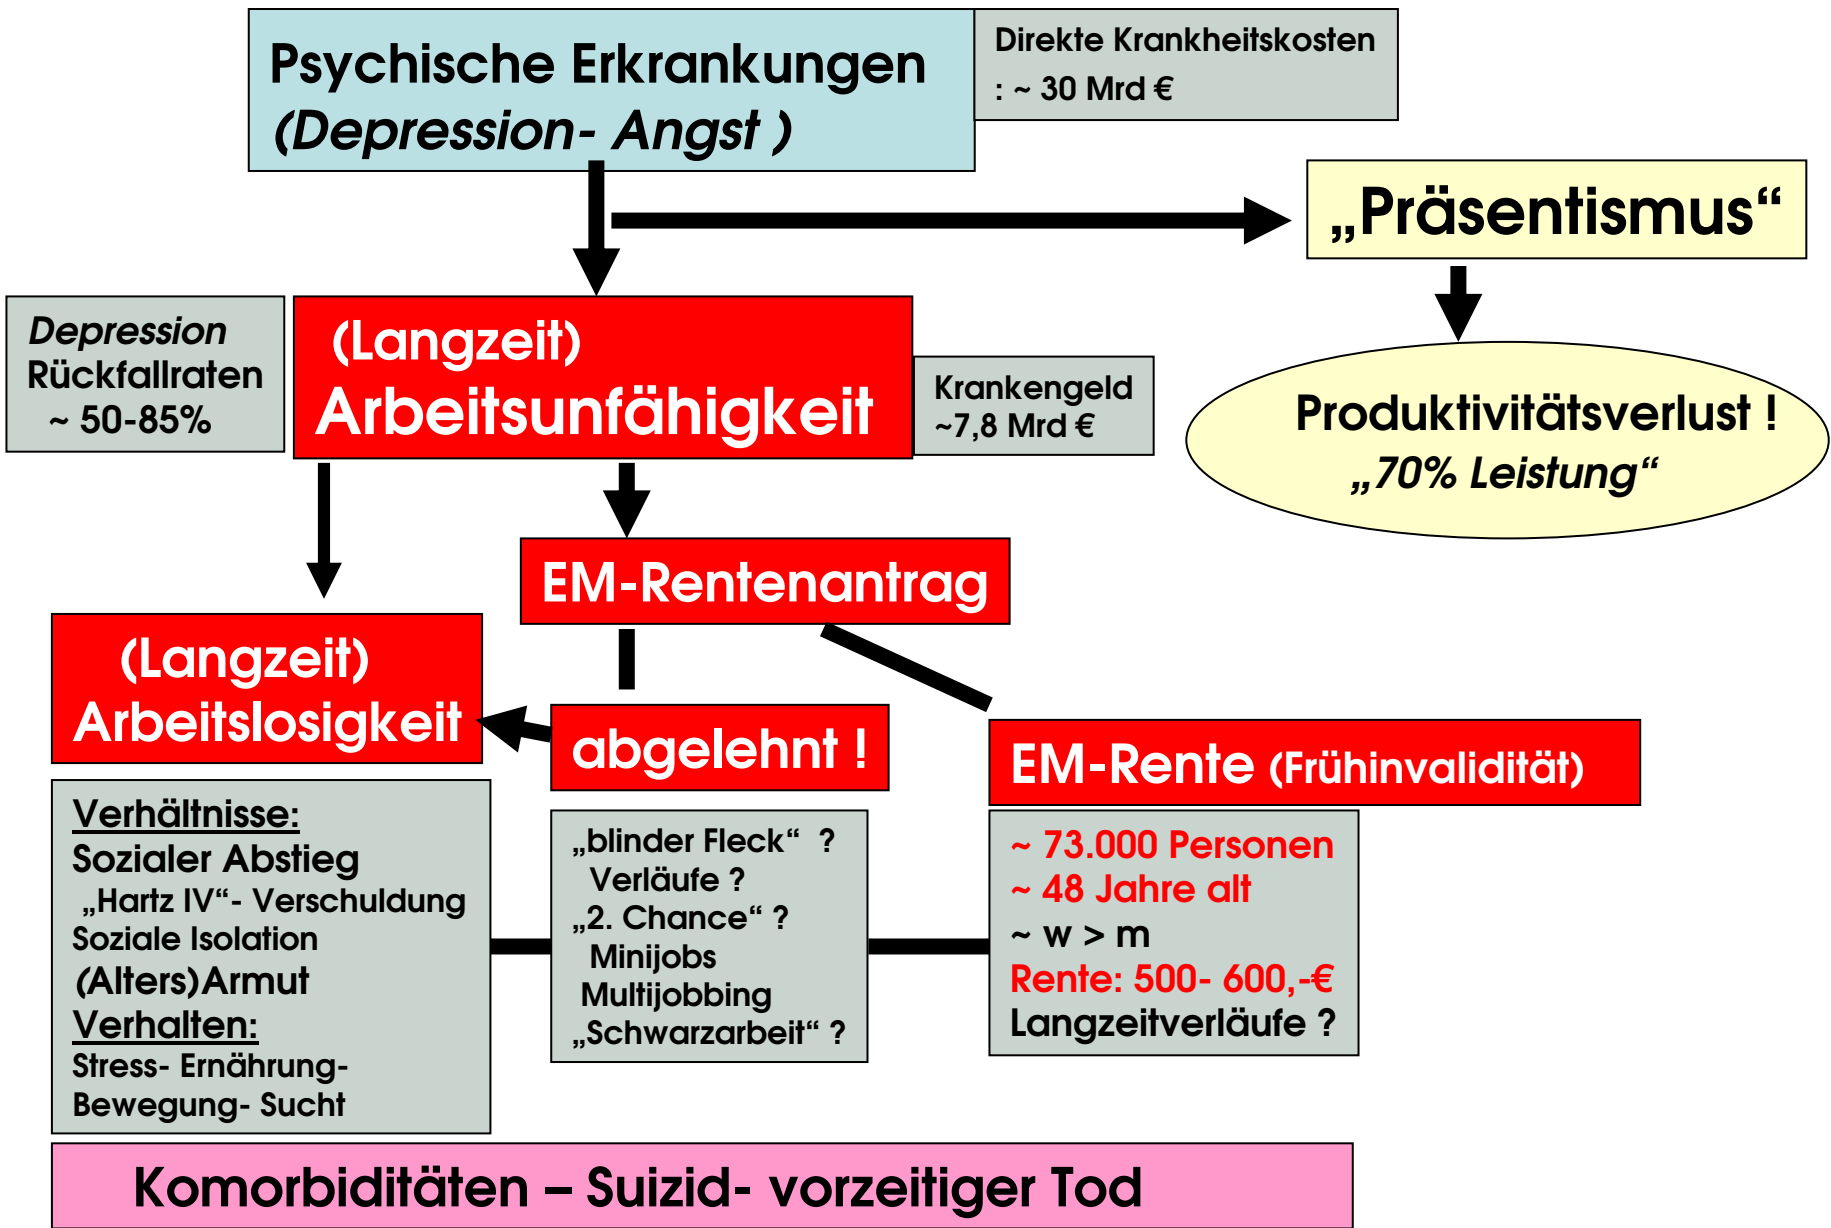 Psychische Erkrankungen
(Depression- Angst )
Direkte Krankheitskosten
: ~ 30 Mrd €
„Präsentismus“
Depression
Rückfallraten
~ 50-85%
(Langzeit)
Arbeitsunfähigkeit
Krankengeld
~7,8 Mrd €
Produktivitätsverlust !
„70% Leistung“
EM-Rentenantrag
(Langzeit)
Arbeitslosigkeit
abgelehnt !
EM-Rente (Frühinvalidität)
Verhältnisse:
Sozialer Abstieg
„Hartz IV“- Verschuldung
Soziale Isolation
(Alters)Armut
Verhalten:
Stress- Ernährung-
Bewegung- Sucht
„blinder Fleck“ ?
Verläufe ?
„2. Chance“ ?
Minijobs
Multijobbing
„Schwarzarbeit“ ?
~ 73.000 Personen
~ 48 Jahre alt
~ w > m
Rente: 500- 600,-€
Langzeitverläufe ?
Komorbiditäten – Suizid- vorzeitiger Tod